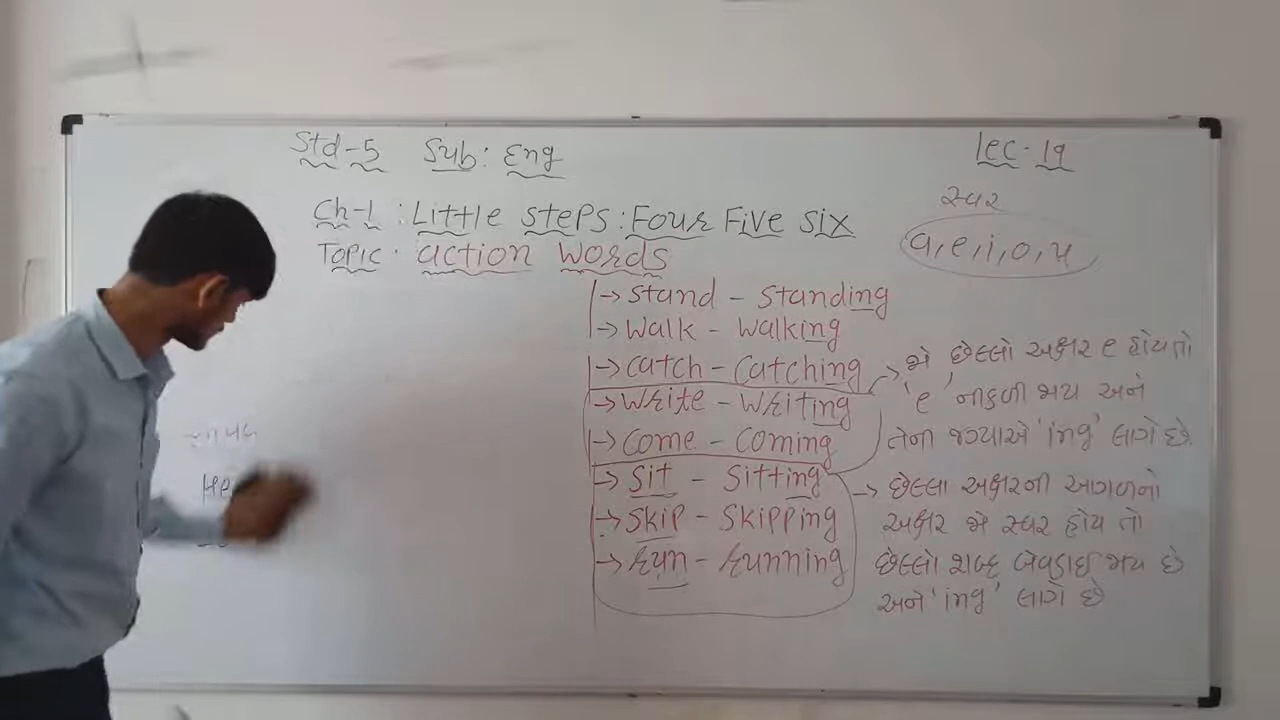 Std-5 Sub: Eng
Lec-19
Ch-1 : Little Steps: Four Five Six
સ્વર
a, e, i, o, u
Topic: action words
→ Stand - Standing
→ Walk - Walking
→ Catch - Catching
→ Write - Writing
→ Come - Coming
→ Sit - Sitting
→ Skip - Skipping
→ Run - Running
→ જો છેલ્લો અક્ષર e હોય તો
'e' નીકળી જાય અને
તેના જગ્યાએ 'ing' લાગે છે.
→ છેલ્લા અક્ષરની આગળનો
અક્ષર જો સ્વર હોય તો
છેલ્લો શબ્દ બેવડાઈ જાય છે
અને 'ing' લાગે છે
He